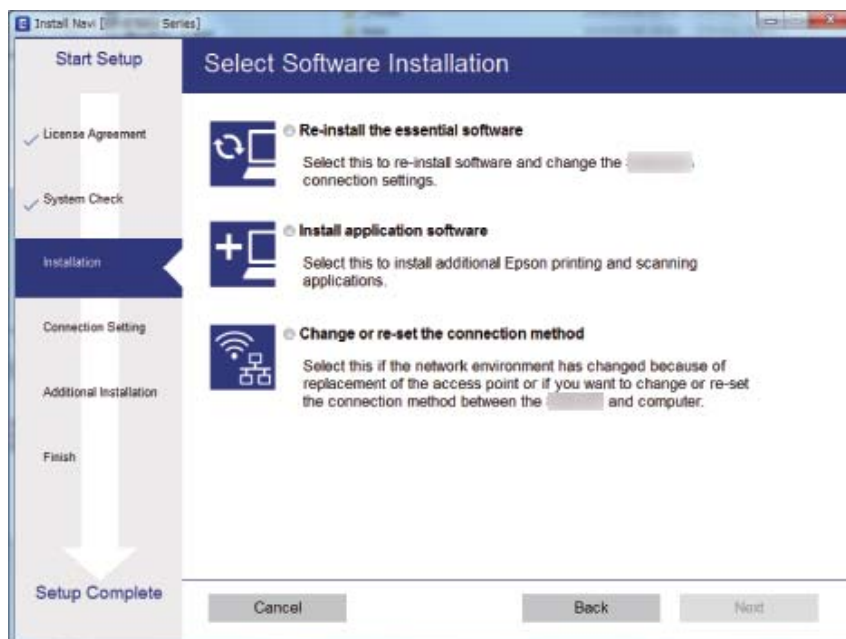 E Install Navi [ Series]
Start Setup
Select Software Installation
License Agreement
System Check
Installation
Connection Setting
Additional Installation
Finish
Setup Complete
Re-install the essential software
Select this to re-install software and change the
connection settings.
Install application software
Select this to install additional Epson printing and scanning
applications.
Change or re-set the connection method
Select this if the network environment has changed because of
replacement of the access point or if you want to change or re-set
the connection method between the and computer.
Cancel
Back
Next